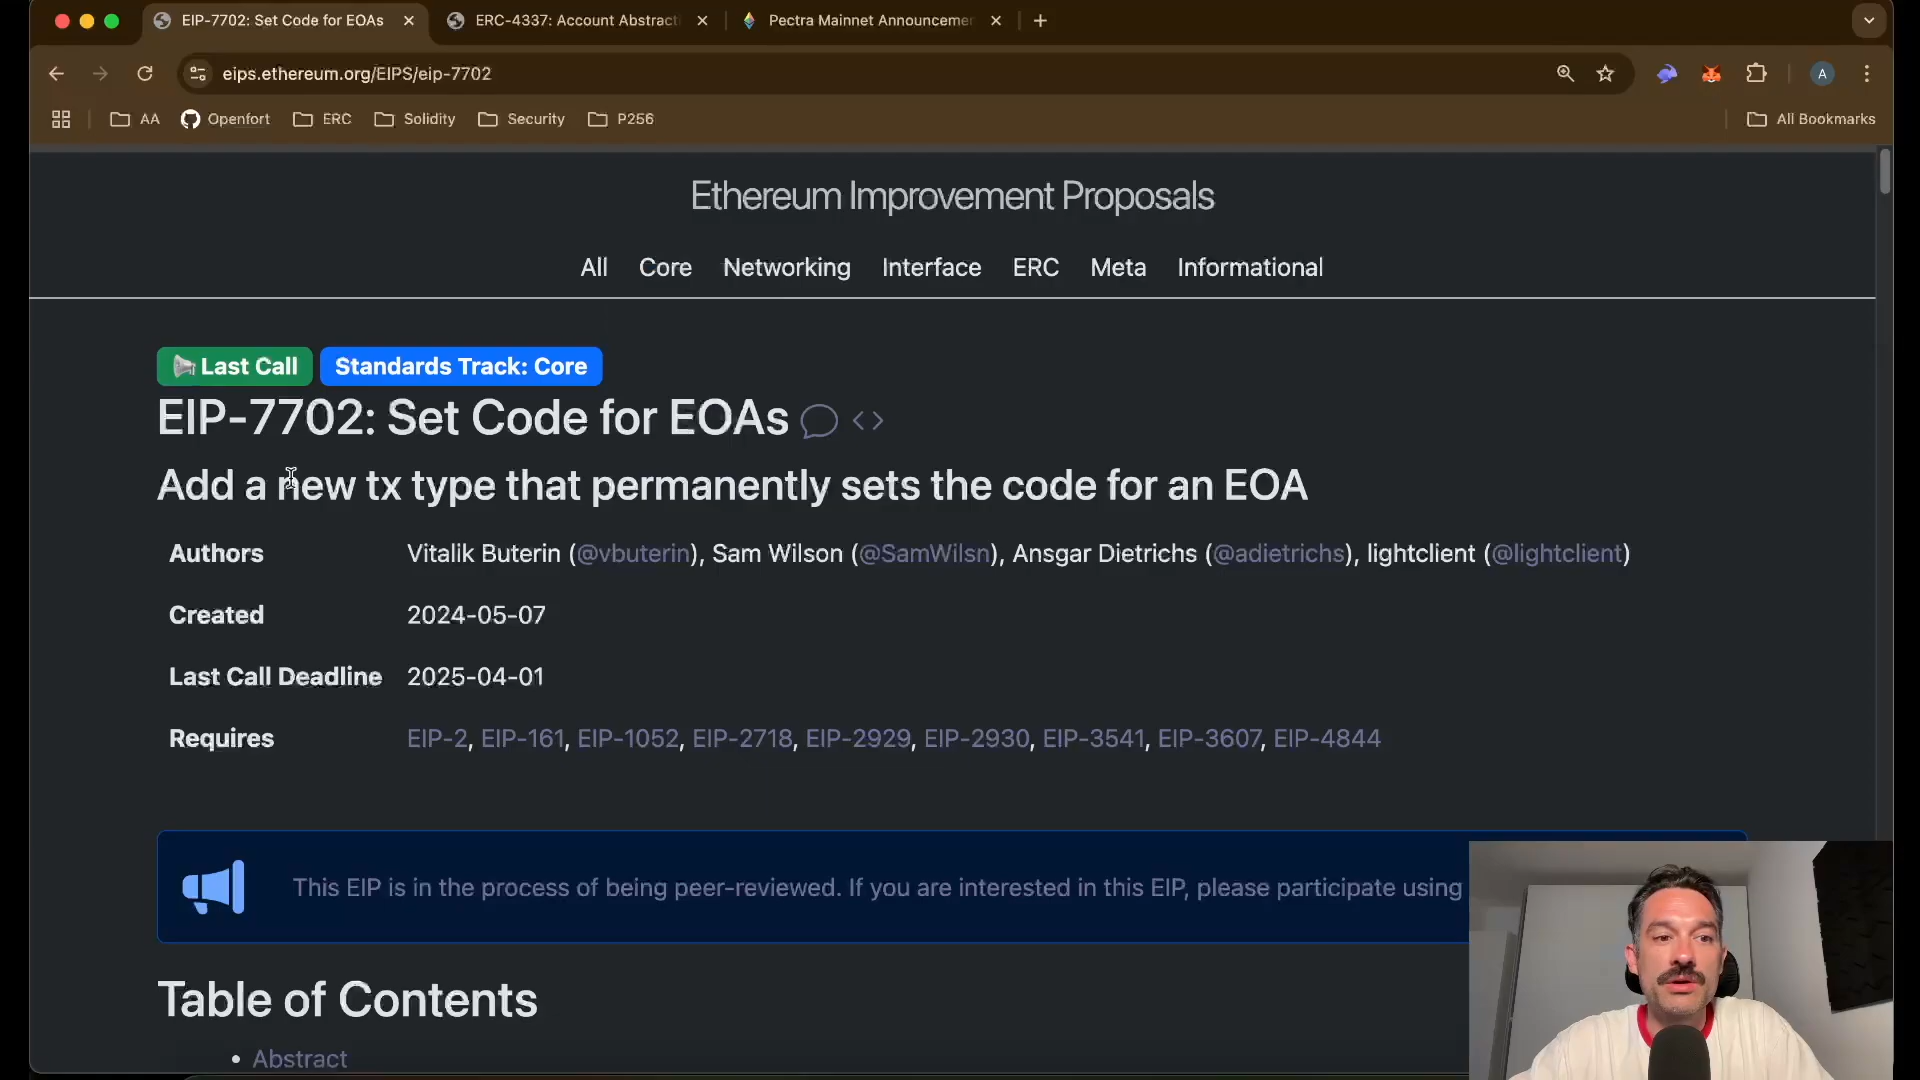 EIP-7702: Set Code for EOAs
ERC-4337: Account Abstract
Pectra Mainnet Announcemen
eips.ethereum.org/EIPS/eip-7702
A
AA
Openfort
ERC
Solidity
Security
P256
All Bookmarks
Ethereum Improvement Proposals
All Core Networking Interface ERC Meta Informational
Last Call Standards Track: Core
EIP-7702: Set Code for EOAs
Add a new tx type that permanently sets the code for an EOA
Authors Vitalik Buterin (@vbuterin), Sam Wilson (@SamWilsn), Ansgar Dietrichs (@adietrichs), lightclient (@lightclient)
Created 2024-05-07
Last Call Deadline 2025-04-01
Requires EIP-2, EIP-161, EIP-1052, EIP-2718, EIP-2929, EIP-2930, EIP-3541, EIP-3607, EIP-4844
This EIP is in the process of being peer-reviewed. If you are interested in this EIP, please participate using
Table of Contents
• Abstract